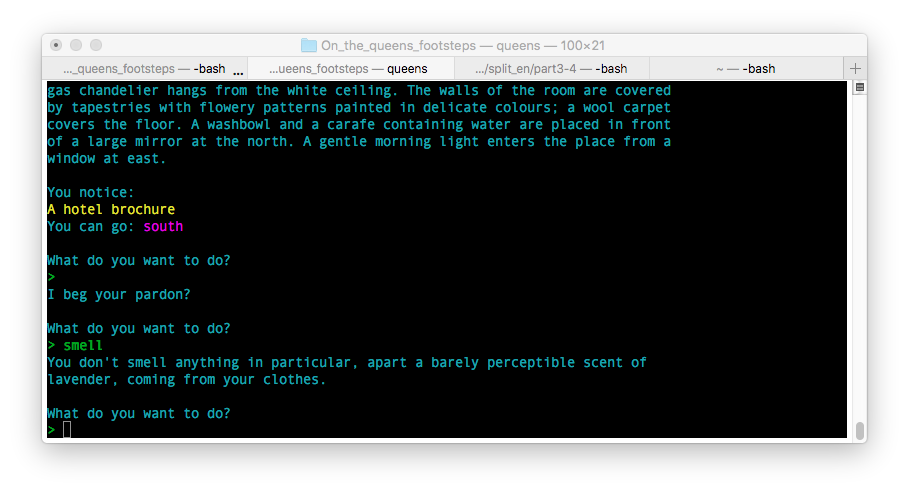 On_the_queens_footsteps — queens — 100×21
..._queens_footsteps — -bash ...
...ueens_footsteps — queens
.../split_en/part3-4 — -bash
~ — -bash
+
gas chandelier hangs from the white ceiling. The walls of the room are covered
by tapestries with flowery patterns painted in delicate colours; a wool carpet
covers the floor. A washbowl and a carafe containing water are placed in front
of a large mirror at the north. A gentle morning light enters the place from a
window at east.
You notice:
A hotel brochure
You can go: south
What do you want to do?
>
I beg your pardon?
What do you want to do?
> smell
You don't smell anything in particular, apart a barely perceptible scent of
lavender, coming from your clothes.
What do you want to do?
>